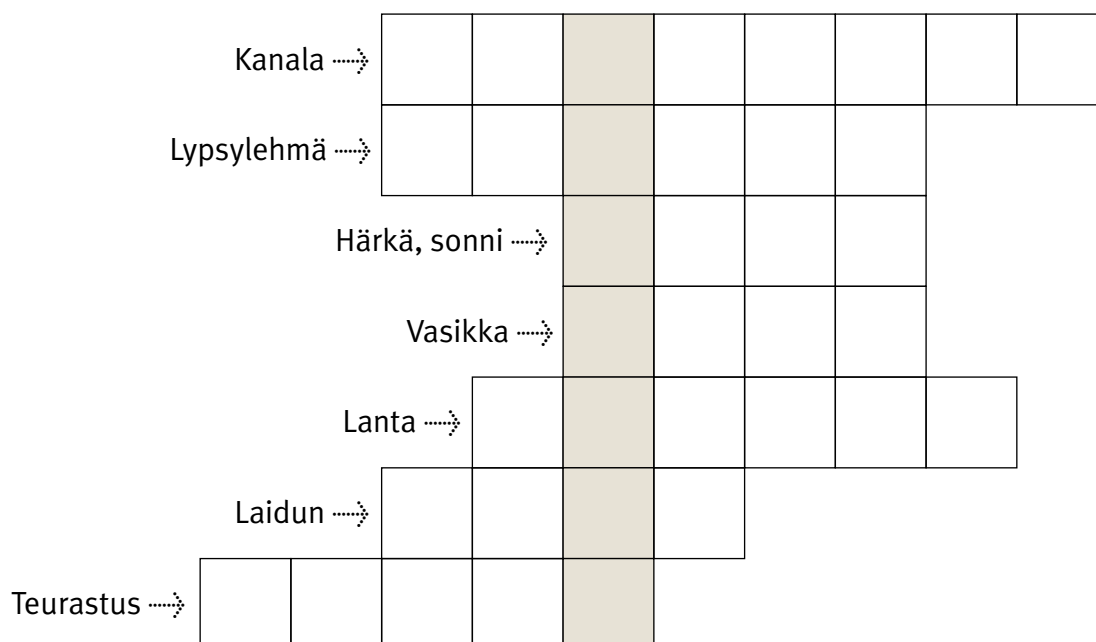 Kanala
Lypsylehmä
Härkä, sonni
Vasikka
Lanta
Laidun
Teurastus